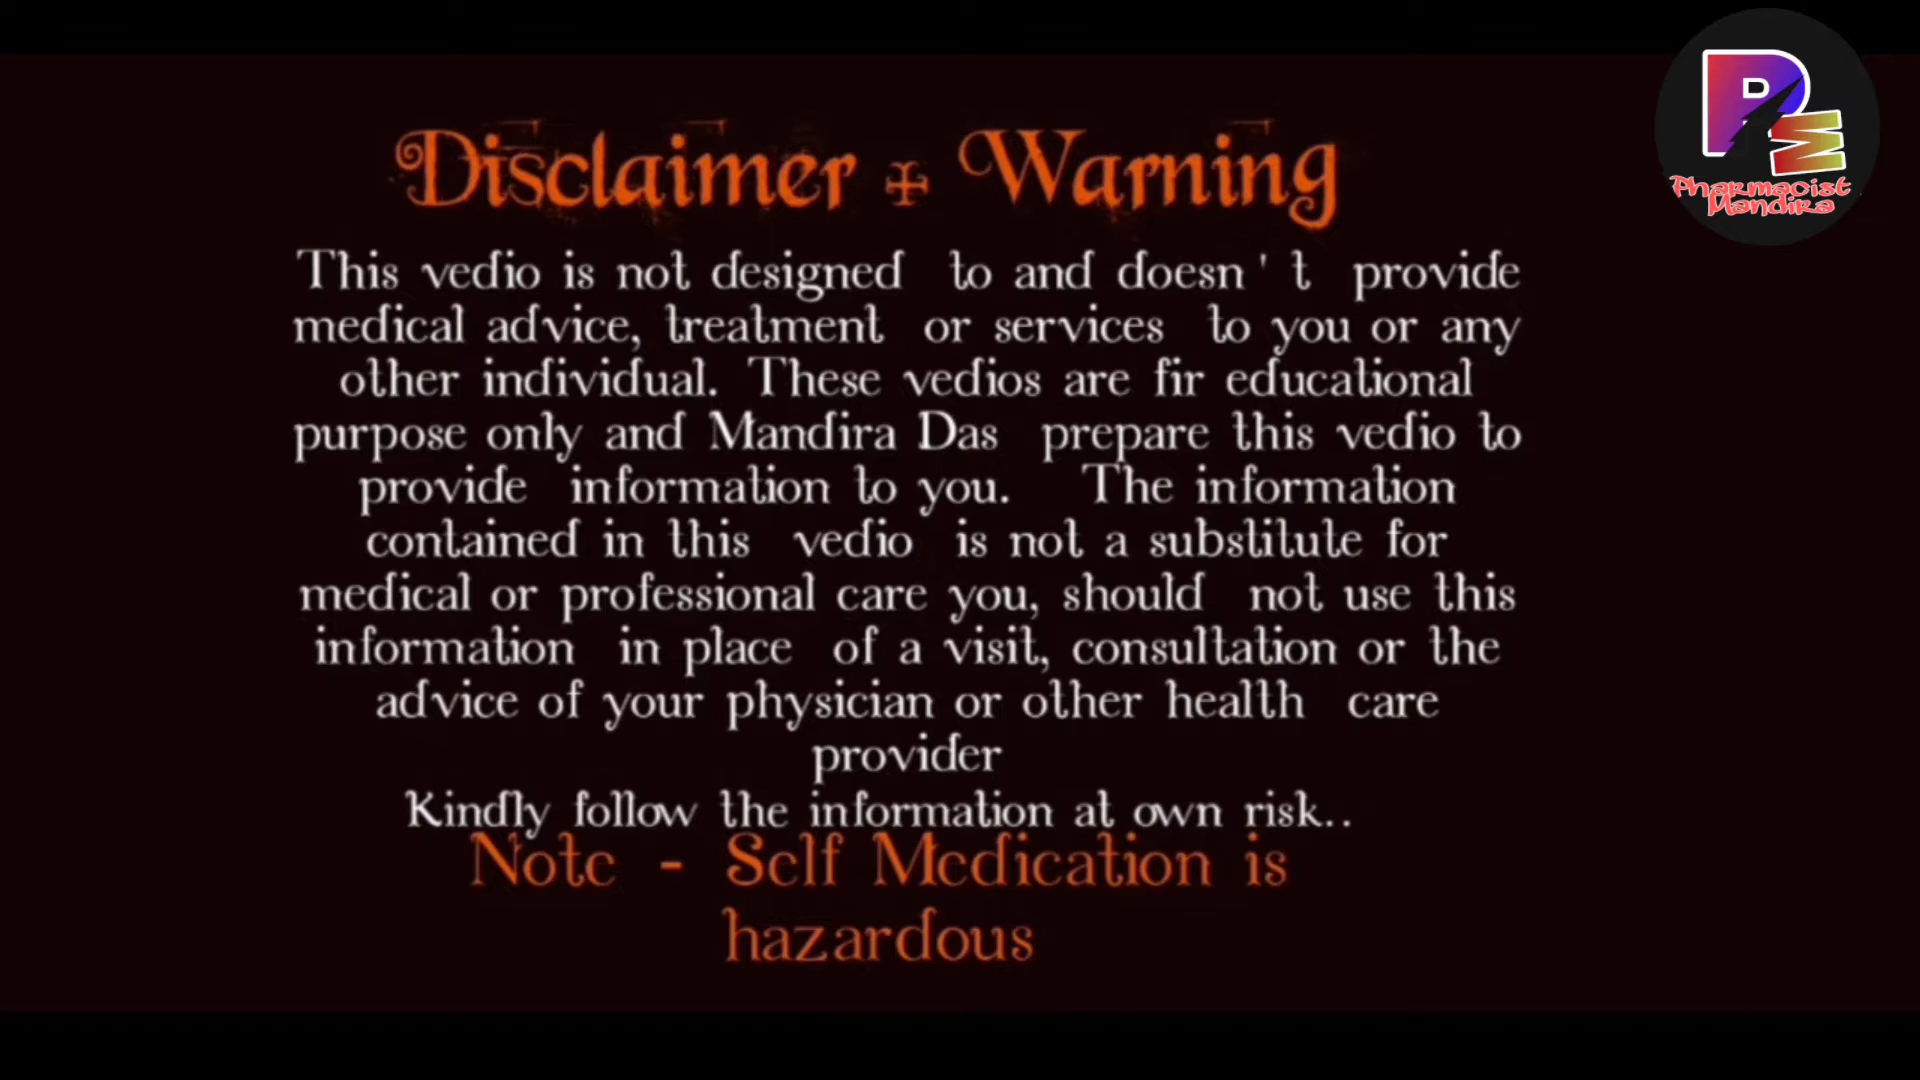 Disclaimer + Warning
This vedio is not designed to and doesn ' t provide
medical advice, treatment or services to you or any
other individual. These vedios are fir educational
purpose only and Mandira Das prepare this vedio to
provide information to you. The information
contained in this vedio is not a substitute for
medical or professional care you, should not use this
information in place of a visit, consultation or the
advice of your physician or other health care
provider
Kindly follow the information at own risk..
Note - Self Medication is
hazardous
P M
Pharmacist
Mandira